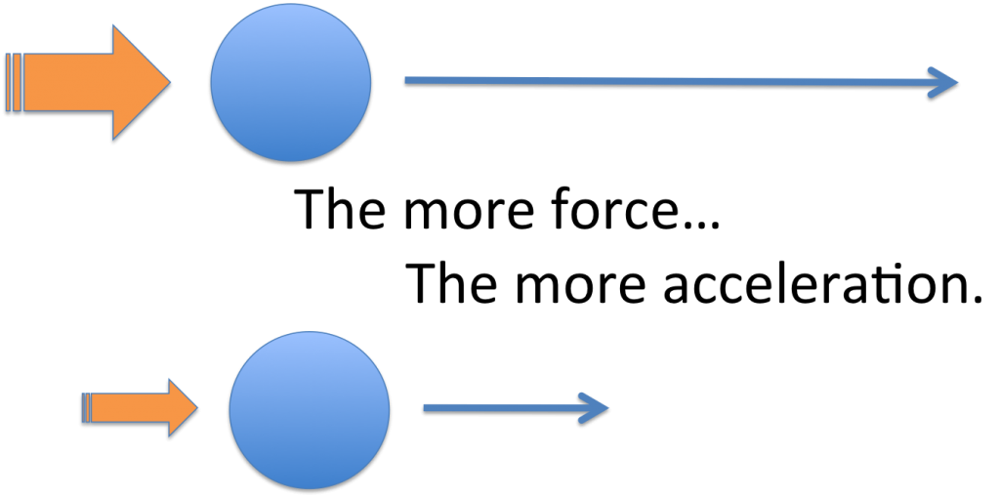 The more force…
The more acceleration.